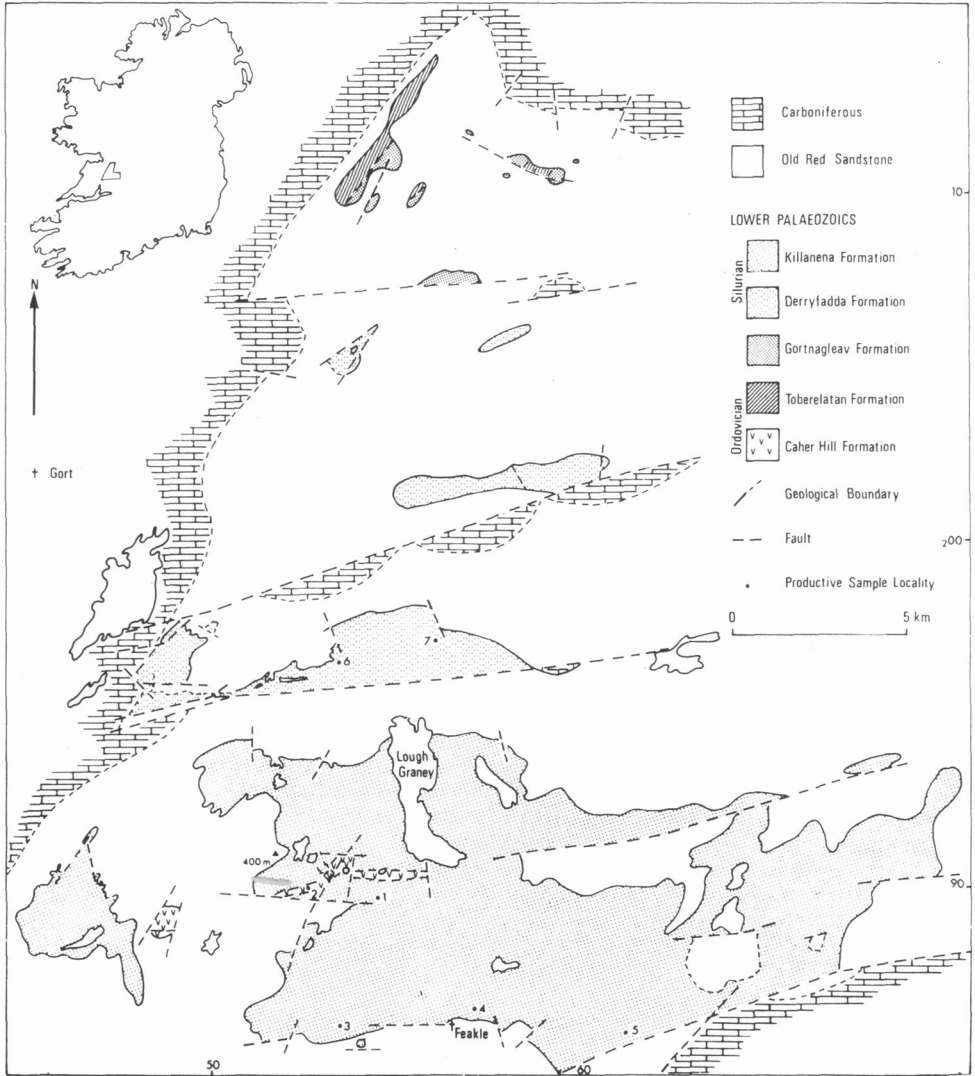 Carboniferous
Old Red Sandstone
10
LOWER PALAEOZOICS
Silurian
Killanena Formation
Derryfadda Formation
Gortnagleav Formation
Ordovician
Toberelatan Formation
Caher Hill Formation
Geological Boundary
Fault
Productive Sample Locality
0 5 km
N
† Gort
200
7
6
Lough
Graney
400 m
2
1
90
4
3
Feakle
5
50
60